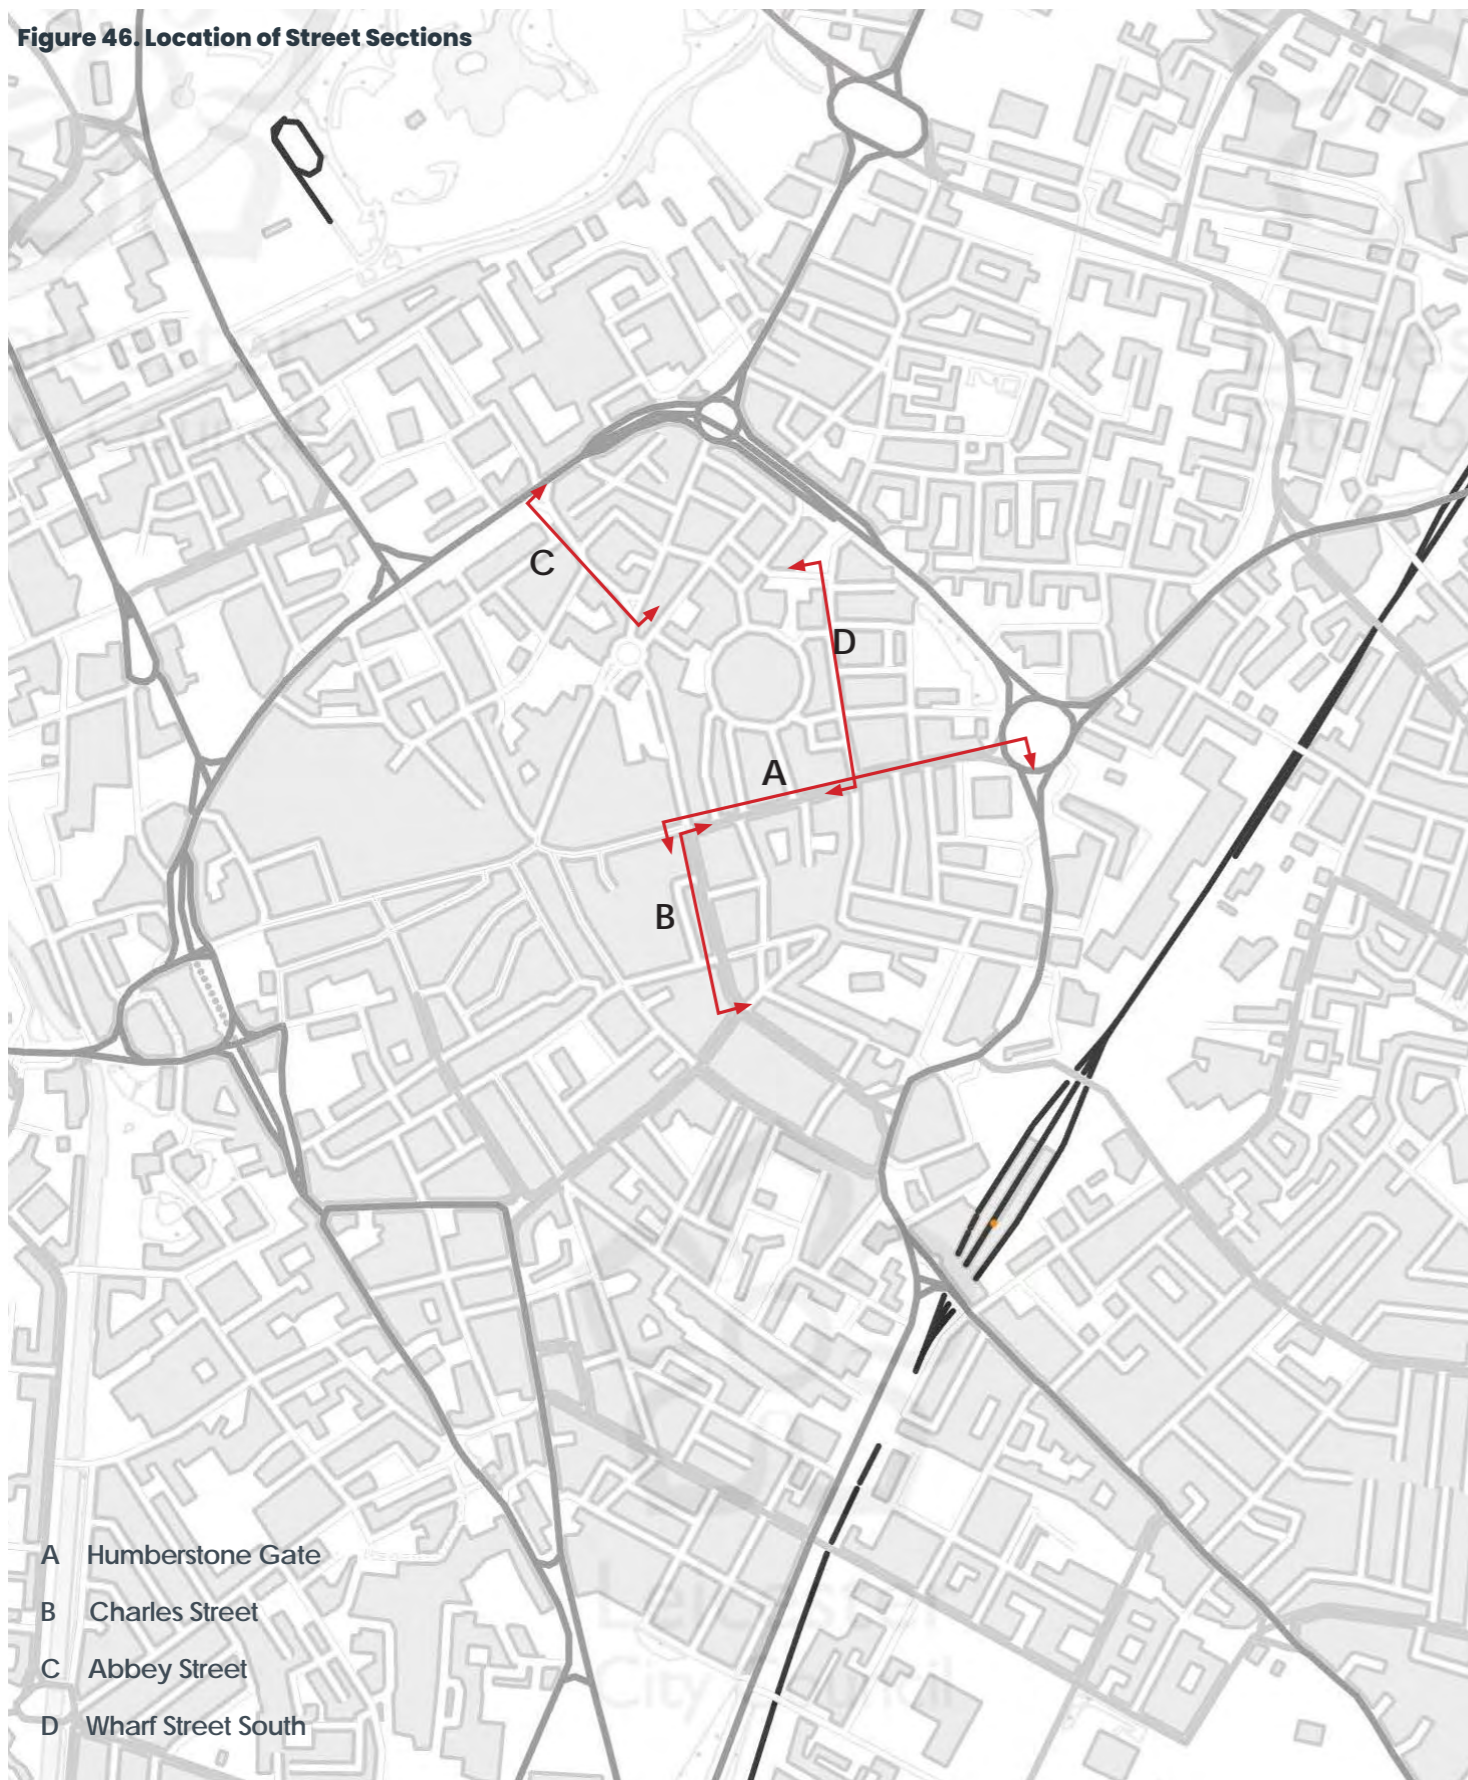 Figure 46. Location of Street Sections
C
D
A
B
A Humberstone Gate
B Charles Street
C Abbey Street
D Wharf Street South